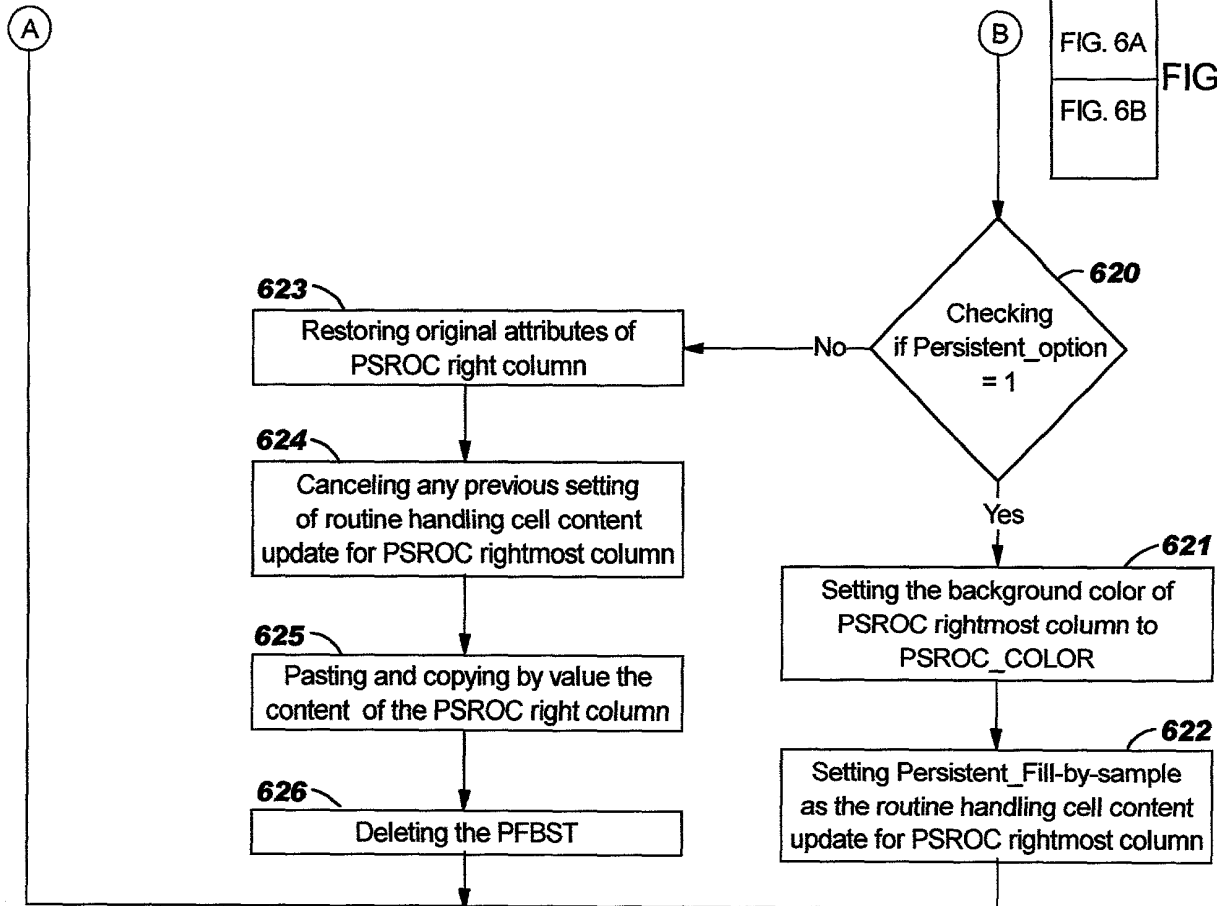 A
B
FIG. 6A
FIG. 6B
FIG
620
Checking
if Persistent_option
= 1
No
Yes
623
Restoring original attributes of
PSROC right column
624
Canceling any previous setting
of routine handling cell content
update for PSROC rightmost column
625
Pasting and copying by value the
content of the PSROC right column
626
Deleting the PFBST
621
Setting the background color of
PSROC rightmost column to
PSROC_COLOR
622
Setting Persistent_Fill-by-sample
as the routine handling cell content
update for PSROC rightmost column